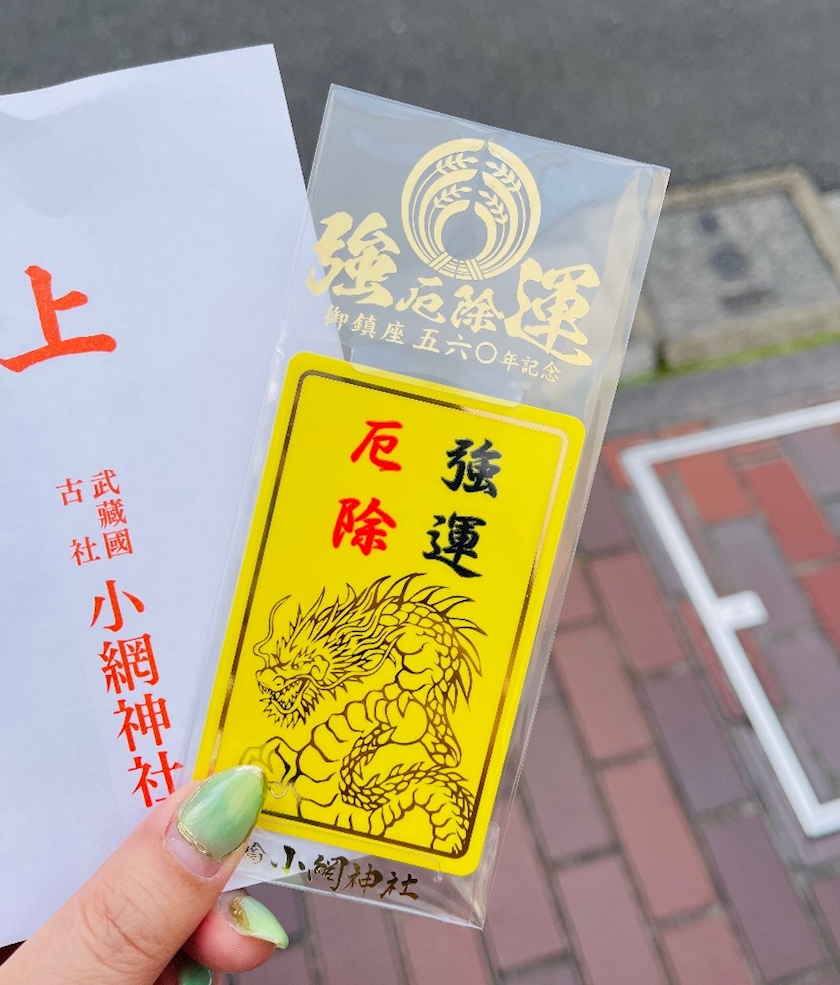 上
武藏國
古社
小網神社
強厄除運
御鎮座五六〇年記念
強運
厄除
小網神社